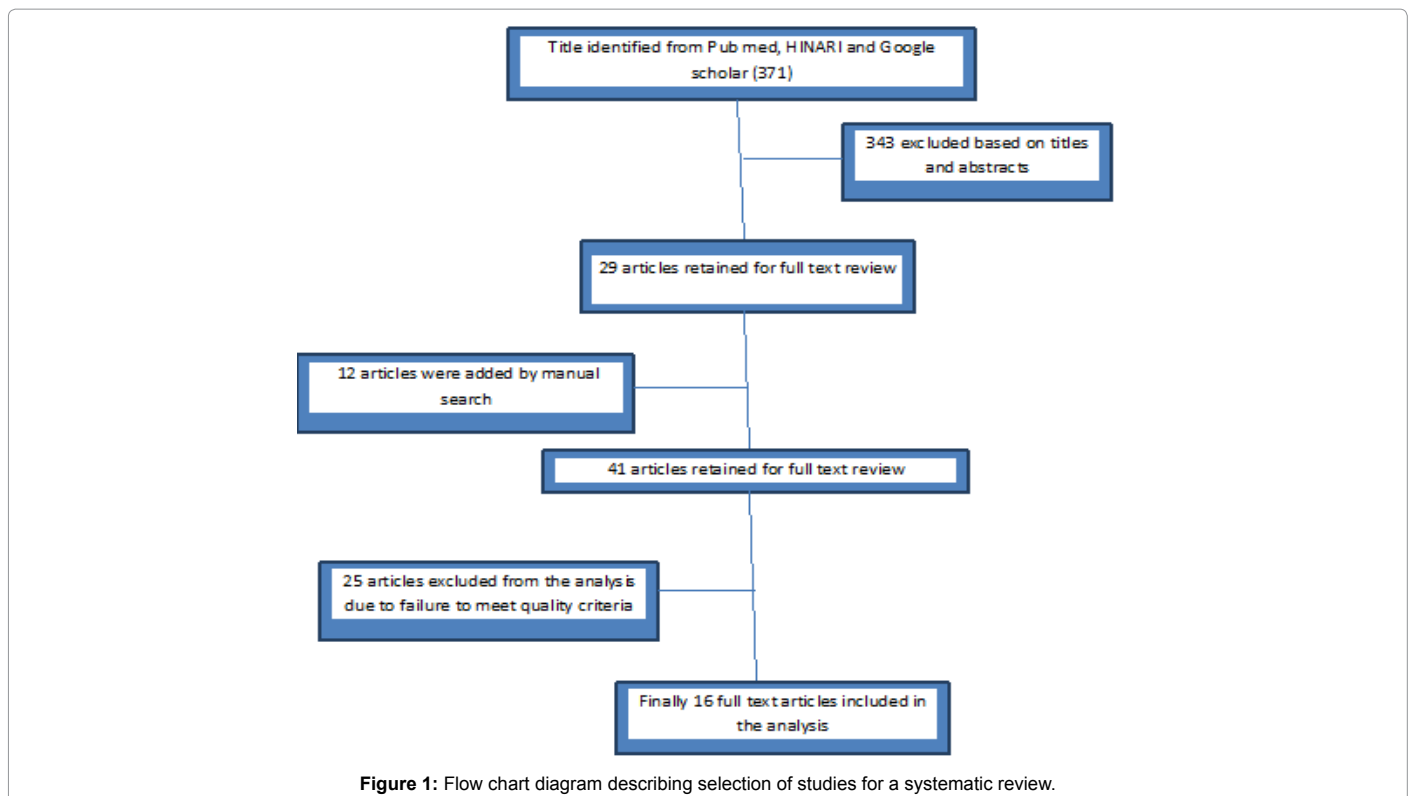 Title identified from Pub med, HINARI and Google
scholar (371)
343 excluded based on titles
and abstracts
29 articles retained for full text review
12 articles were added by manual
search
41 articles retained for full text review
25 articles excluded from the analysis
due to failure to meet quality criteria
Finally 16 full text articles included in
the analysis
Figure 1: Flow chart diagram describing selection of studies for a systematic review.